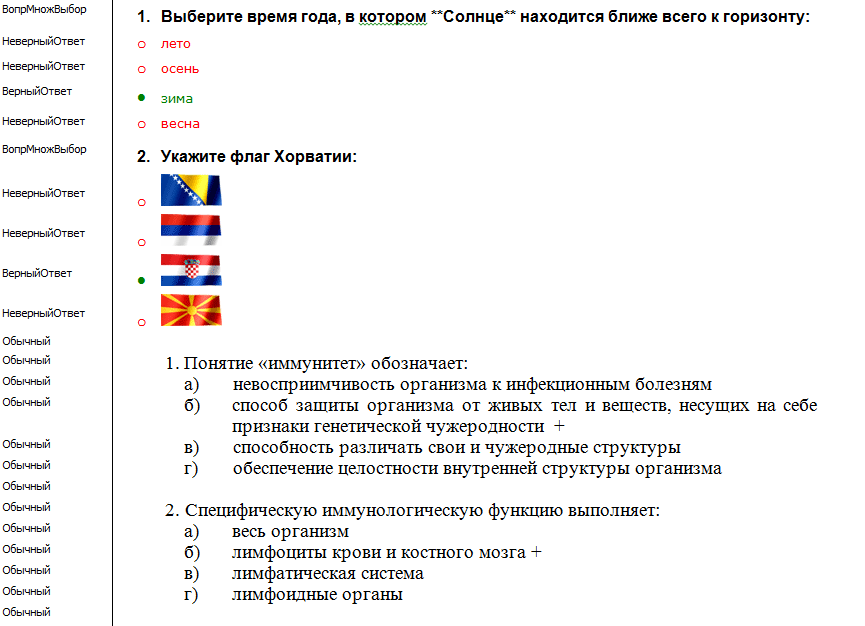 ВопрМножВыбор 1. Выберите время года, в котором **Солнце** находится ближе всего к горизонту:
НеверныйОтвет лето
НеверныйОтвет осень
ВерныйОтвет зима
НеверныйОтвет весна
ВопрМножВыбор 2. Укажите флаг Хорватии:
НеверныйОтвет
НеверныйОтвет
ВерныйОтвет
НеверныйОтвет
Обычный
Обычный 1. Понятие «иммунитет» обозначает:
Обычный а) невосприимчивость организма к инфекционным болезням
Обычный б) способ защиты организма от живых тел и веществ, несущих на себе
признаки генетической чужеродности +
Обычный в) способность различать свои и чужеродные структуры
Обычный г) обеспечение целостности внутренней структуры организма
Обычный
Обычный 2. Специфическую иммунологическую функцию выполняет:
Обычный а) весь организм
Обычный б) лимфоциты крови и костного мозга +
Обычный в) лимфатическая система
Обычный г) лимфоидные органы
Обычный